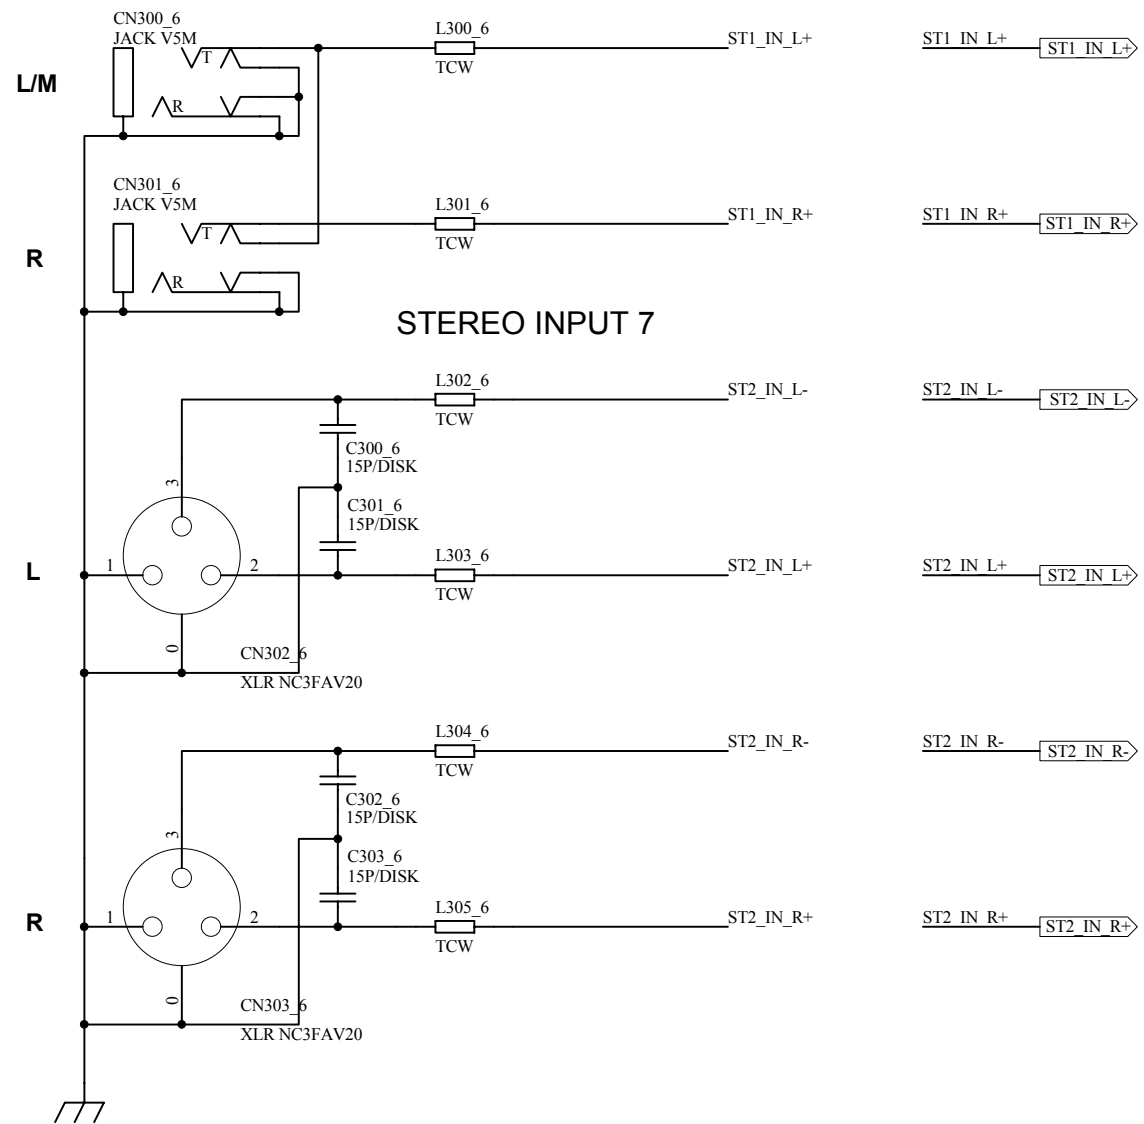 CN300_6
JACK V5M
L/M
T
R
L300_6
TCW
ST1_IN_L+
ST1_IN_L+
ST1_IN_L+
CN301_6
JACK V5M
R
T
R
L301_6
TCW
ST1_IN_R+
ST1_IN_R+
ST1_IN_R+
STEREO INPUT 7
L302_6
TCW
ST2_IN_L-
ST2_IN_L-
ST2_IN_L-
C300_6
15P/DISK
C301_6
15P/DISK
3
L
1
2
0
L303_6
TCW
ST2_IN_L+
ST2_IN_L+
ST2_IN_L+
CN302_6
XLR NC3FAV20
L304_6
TCW
ST2_IN_R-
ST2_IN_R-
ST2_IN_R-
C302_6
15P/DISK
C303_6
15P/DISK
3
R
1
2
0
L305_6
TCW
ST2_IN_R+
ST2_IN_R+
ST2_IN_R+
CN303_6
XLR NC3FAV20